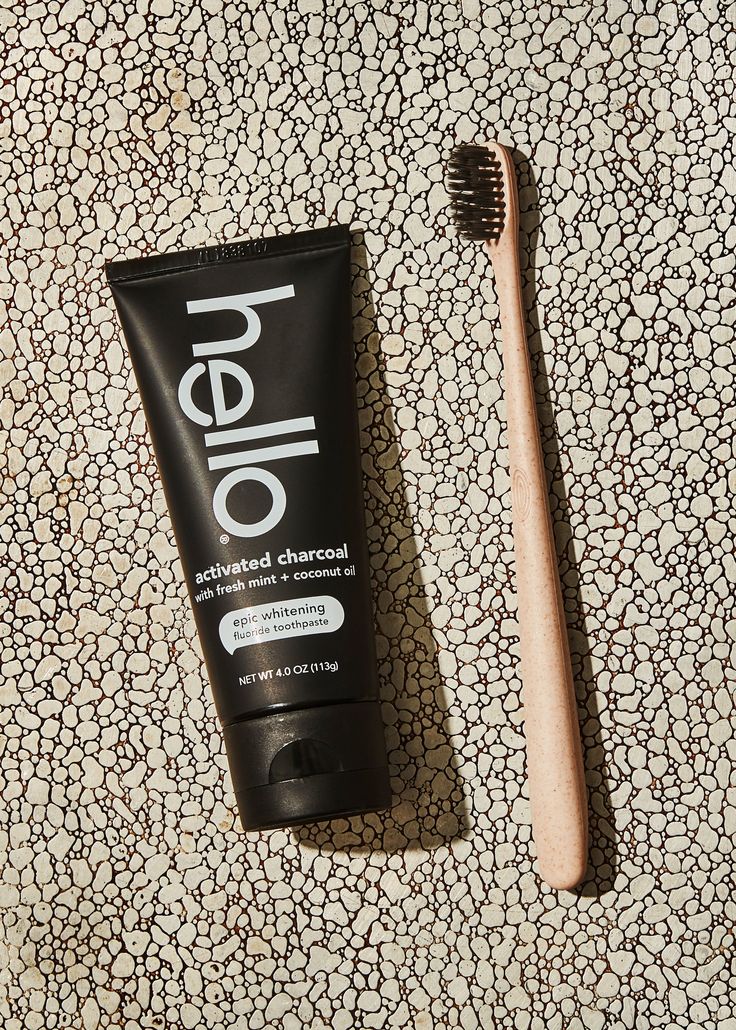 hello®
activated charcoal
with fresh mint + coconut oil
epic whitening
fluoride toothpaste
NET WT 4.0 OZ (113g)